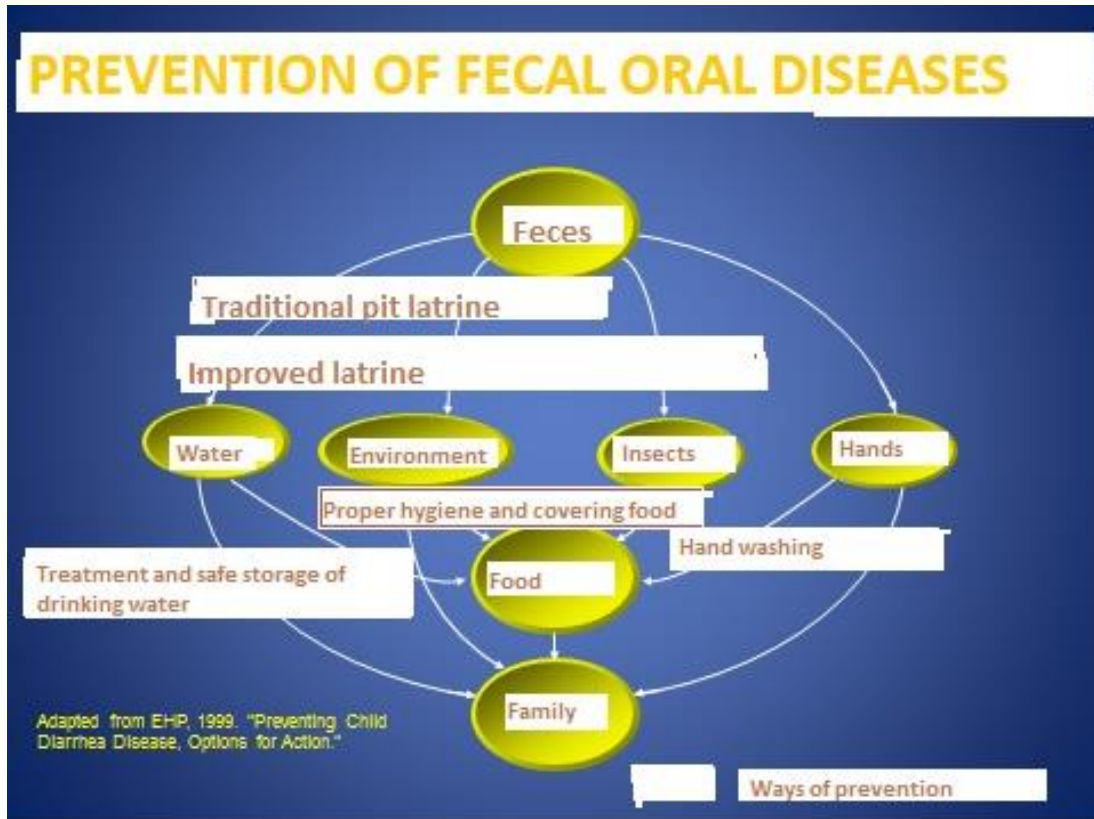 PREVENTION OF FECAL ORAL DISEASES
Feces
Traditional pit latrine
Improved latrine
Water
Environment
Insects
Hands
Proper hygiene and covering food
Hand washing
Treatment and safe storage of
drinking water
Food
Family
Adapted from EHP, 1999. "Preventing Child
Diarrhea Disease, Options for Action."
Ways of prevention